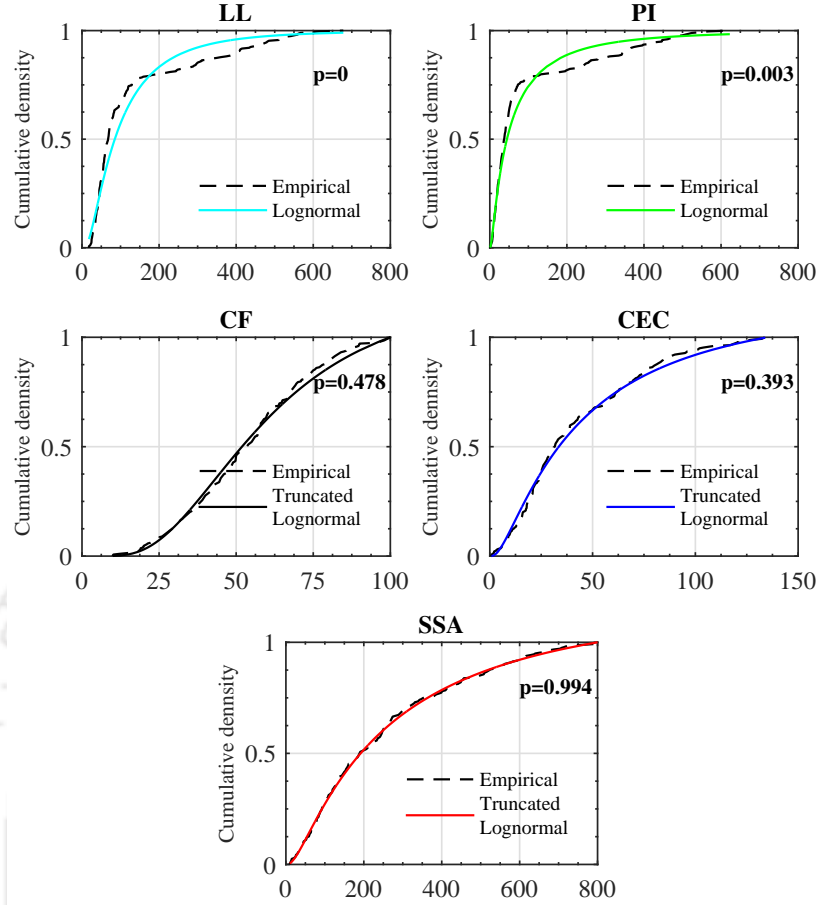 LL
Cumulative dennsity
1
0.5
0
p=0
Empirical
Lognormal
0 200 400 600 800
PI
Cumulative dennsity
1
0.5
0
p=0.003
Empirical
Lognormal
0 200 400 600 800
CF
Cumulative dennsity
1
0.5
0
p=0.478
Empirical
Truncated
Lognormal
0 25 50 75 100
CEC
Cumulative dennsity
1
0.5
0
p=0.393
Empirical
Truncated
Lognormal
0 50 100 150
SSA
Cumulative dennsity
1
0.5
0
p=0.994
Empirical
Truncated
Lognormal
0 200 400 600 800